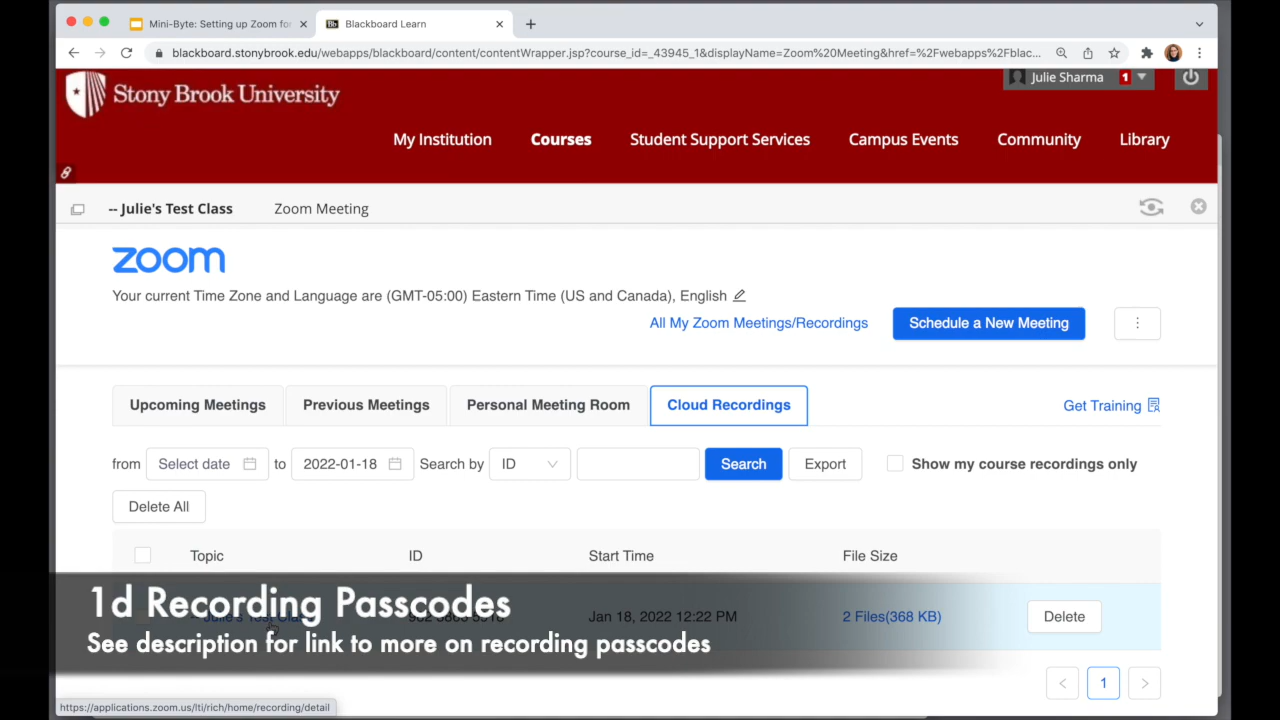 Mini-Byte: Setting up Zoom for
Blackboard Learn
blackboard.stonybrook.edu/webapps/blackboard/content/contentWrapper.jsp?course_id=_43945_1&displayName=Zoom%20Meeting&href=%2Fwebapps%2Fblac...
Stony Brook University
Julie Sharma 1
My Institution Courses Student Support Services Campus Events Community Library
-- Julie's Test Class Zoom Meeting
zoom
Your current Time Zone and Language are (GMT-05:00) Eastern Time (US and Canada), English
All My Zoom Meetings/Recordings Schedule a New Meeting
Upcoming Meetings Previous Meetings Personal Meeting Room Cloud Recordings Get Training
from Select date to 2022-01-18 Search by ID Search Export Show my course recordings only
Delete All
Topic ID Start Time File Size
1d Recording Passcodes
Julie's Test Jan 18, 2022 12:22 PM 2 Files(368 KB) Delete
See description for link to more on recording passcodes
1
https://applications.zoom.us/lti/rich/home/recording/detail